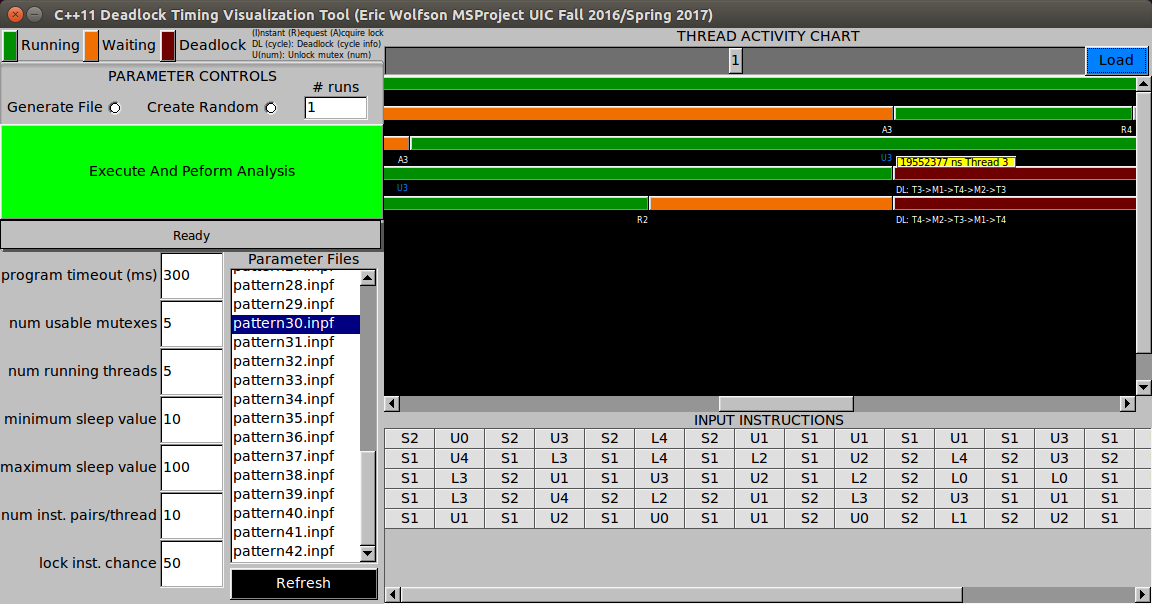 C++11 Deadlock Timing Visualization Tool (Eric Wolfson MSProject UIC Fall 2016/Spring 2017)
Running Waiting Deadlock
(I)nstant (R)equest (A)cquire lock
DL (cycle): Deadlock (cycle info)
U(num): Unlock mutex (num)
PARAMETER CONTROLS
# runs
Generate File Create Random 1
Execute And Peform Analysis
Ready
program timeout (ms) 300
num usable mutexes 5
num running threads 5
minimum sleep value 10
maximum sleep value 100
num inst. pairs/thread 10
lock inst. chance 50
Parameter Files
pattern28.inpf
pattern29.inpf
pattern30.inpf
pattern31.inpf
pattern32.inpf
pattern33.inpf
pattern34.inpf
pattern35.inpf
pattern36.inpf
pattern37.inpf
pattern38.inpf
pattern39.inpf
pattern40.inpf
pattern41.inpf
pattern42.inpf
Refresh
THREAD ACTIVITY CHART
1 Load
A3 R4
A3 U3 19552377 ns Thread 3
U3 DL: T3->M1->T4->M2->T3
R2 DL: T4->M2->T3->M1->T4
INPUT INSTRUCTIONS
S2 U0 S2 U3 S2 L4 S2 U1 S1 U1 S1 U1 S1 U3 S1
S1 U4 S1 L3 S1 L4 S1 L2 S1 U2 S2 L4 S2 U3 S2
S1 L3 S2 U1 S1 U3 S1 U2 S1 L2 S2 L0 S1 L0 S1
S1 L3 S2 U4 S2 L2 S2 U1 S2 L3 S2 U3 S1 U1 S1
S1 U1 S1 U2 S1 U0 S1 U1 S2 U0 S2 L1 S2 U2 S1